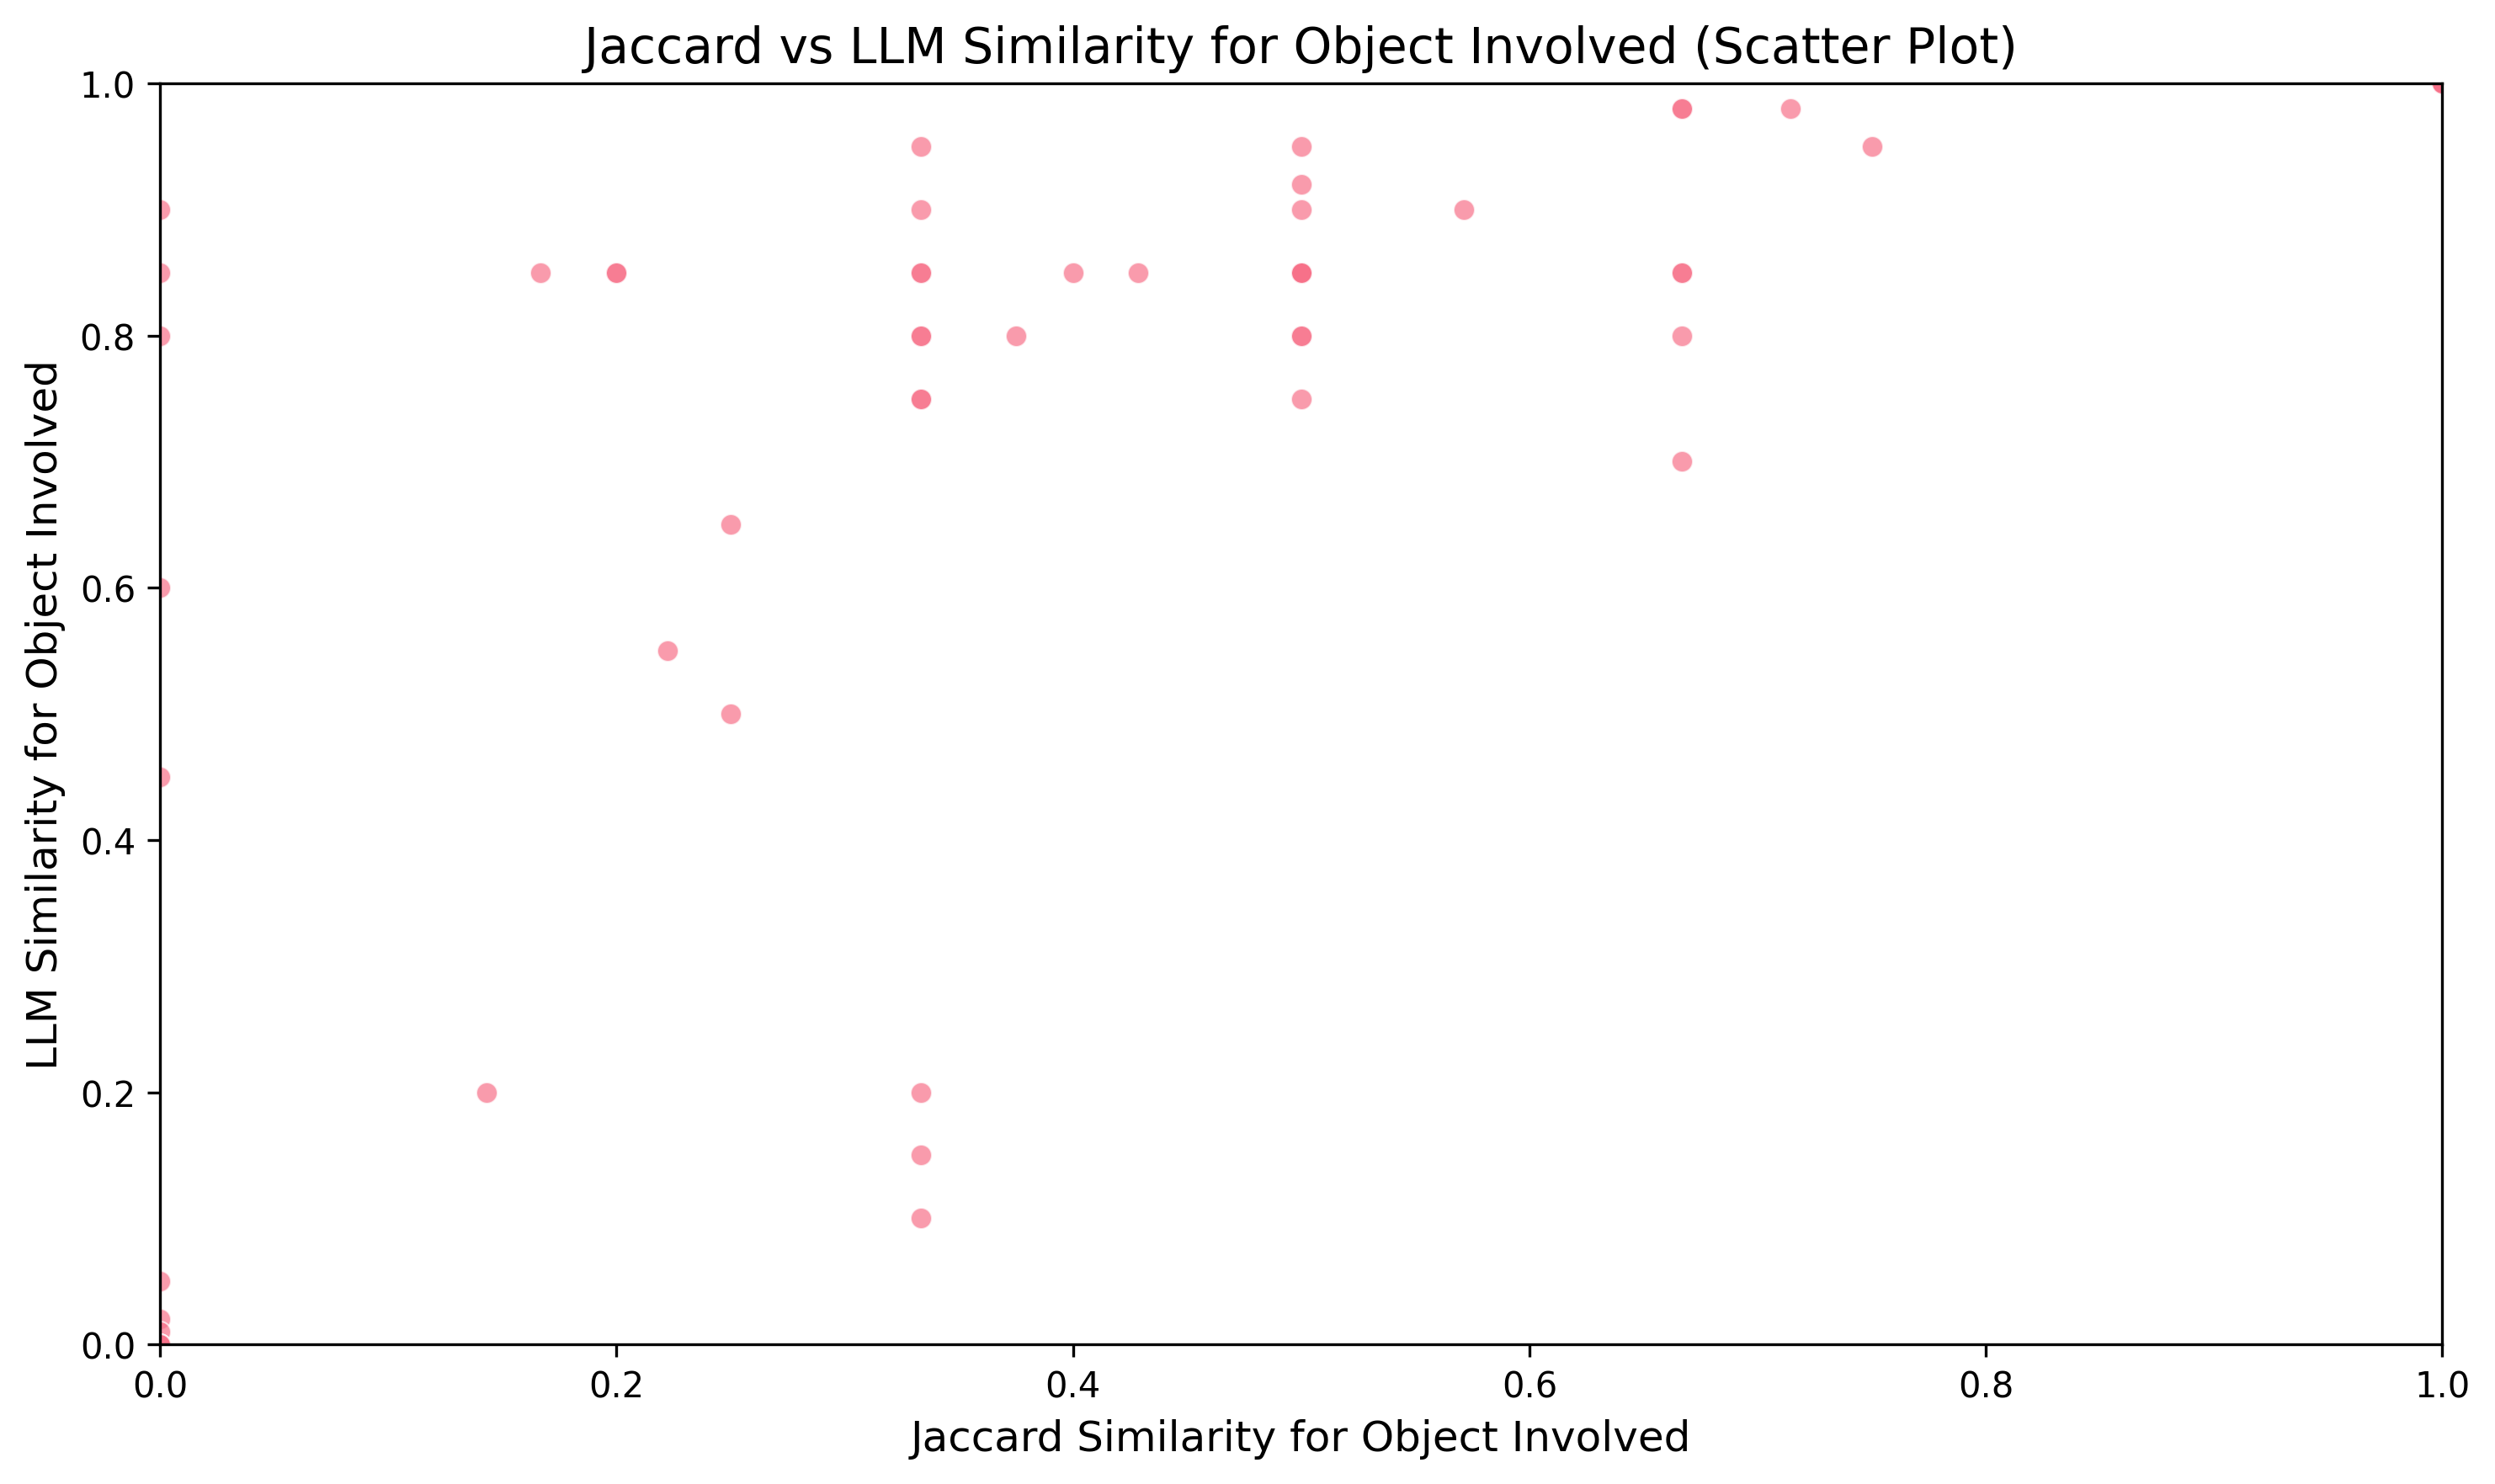 Jaccard vs LLM Similarity for Object Involved (Scatter Plot)
LLM Similarity for Object Involved
1.0
0.8
0.6
0.4
0.2
0.0
0.0 0.2 0.4 0.6 0.8 1.0
Jaccard Similarity for Object Involved